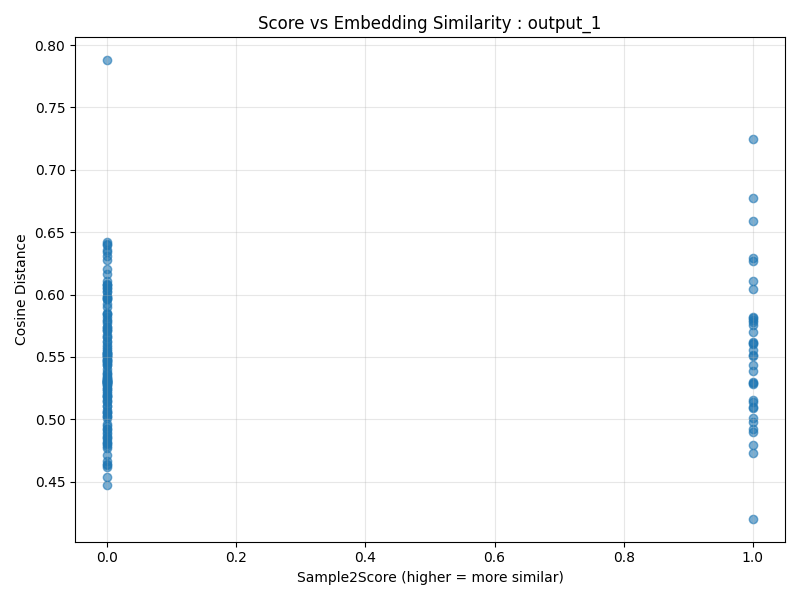 Score vs Embedding Similarity : output_1
Cosine Distance
0.80
0.75
0.70
0.65
0.60
0.55
0.50
0.45
0.0 0.2 0.4 0.6 0.8 1.0
Sample2Score (higher = more similar)